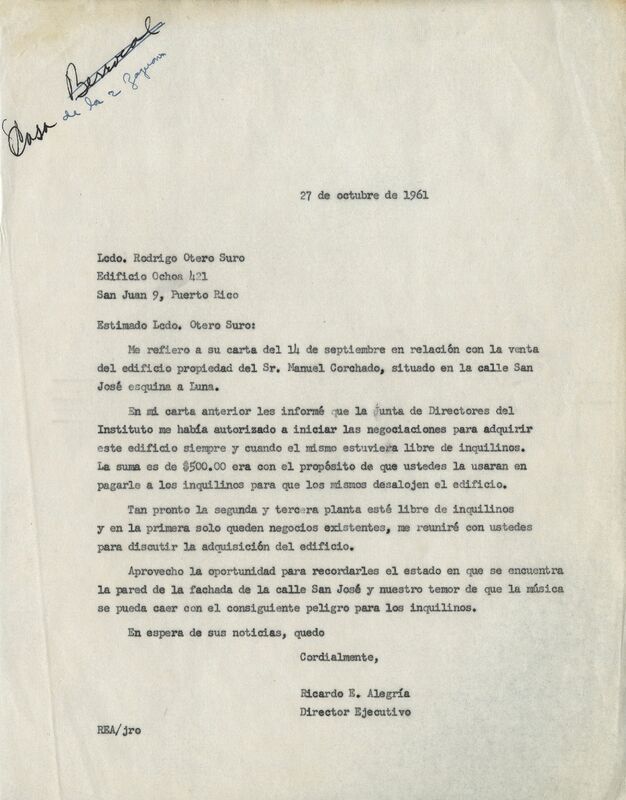 Casa Berrocal
de la 2 Zaguanes
27 de octubre de 1961
Lcdo. Rodrigo Otero Suro
Edificio Ochoa 421
San Juan 9, Puerto Rico
Estimado Lcdo. Otero Suro:
Me refiero a su carta del 14 de septiembre en relación con la venta
del edificio propiedad del Sr. Manuel Corchado, situado en la calle San
José esquina a Luna.
En mi carta anterior les informé que la Junta de Directores del
Instituto me había autorizado a iniciar las negociaciones para adquirir
este edificio siempre y cuando el mismo estuviera libre de inquilinos.
La suma es de $500.00 era con el propósito de que ustedes la usaran en
pagarle a los inquilinos para que los mismos desalojen el edificio.
Tan pronto la segunda y tercera planta esté libre de inquilinos
y en la primera solo queden negocios existentes, me reuniré con ustedes
para discutir la adquisición del edificio.
Aprovecho la oportunidad para recordarles el estado en que se encuentra
la pared de la fachada de la calle San José y nuestro temor de que la música
se pueda caer con el consiguiente peligro para los inquilinos.
En espera de sus noticias, quedo
Cordialmente,
Ricardo E. Alegría
Director Ejecutivo
REA/jro